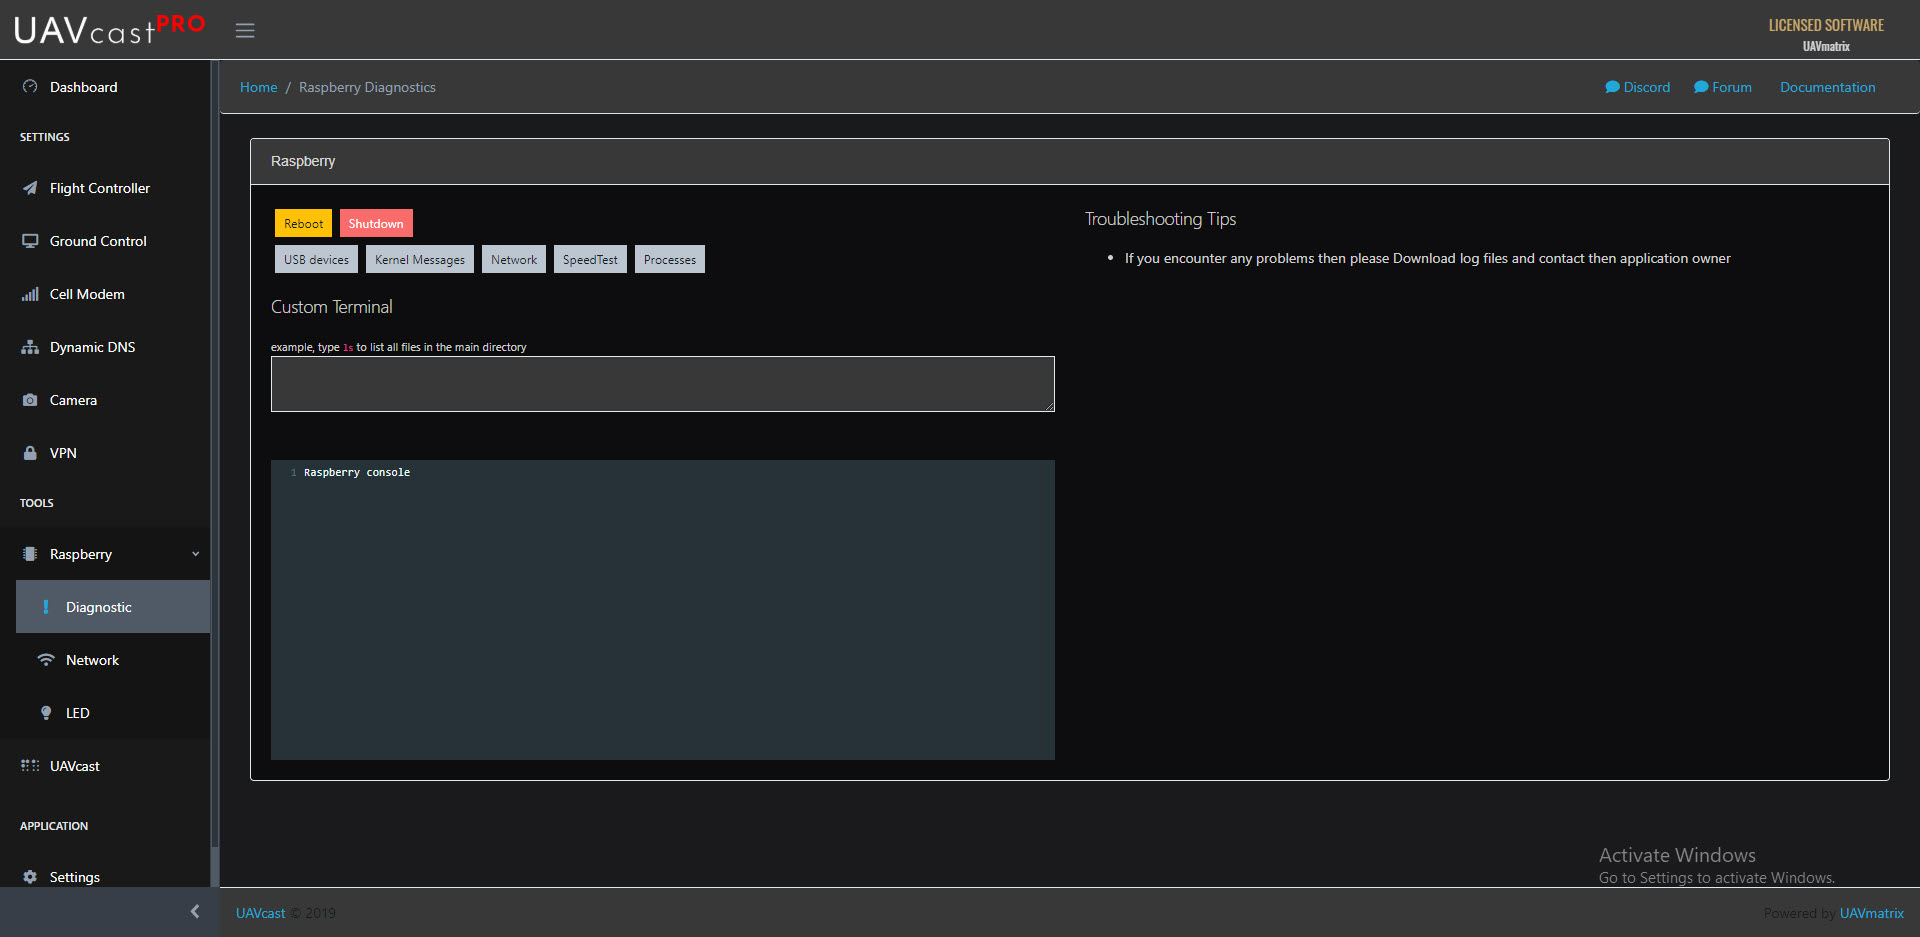 UAVcastPRO
LICENSED SOFTWARE
UAVmatrix
Dashboard
SETTINGS
Flight Controller
Ground Control
Cell Modem
Dynamic DNS
Camera
VPN
TOOLS
Raspberry
Diagnostic
Network
LED
UAVcast
APPLICATION
Settings
Home / Raspberry Diagnostics
Discord Forum Documentation
Raspberry
Reboot Shutdown
USB devices Kernel Messages Network SpeedTest Processes
Custom Terminal
example, type ls to list all files in the main directory
1 Raspberry console
Troubleshooting Tips
• If you encounter any problems then please Download log files and contact then application owner
Activate Windows
Go to Settings to activate Windows.
UAVcast © 2019
Powered by UAVmatrix